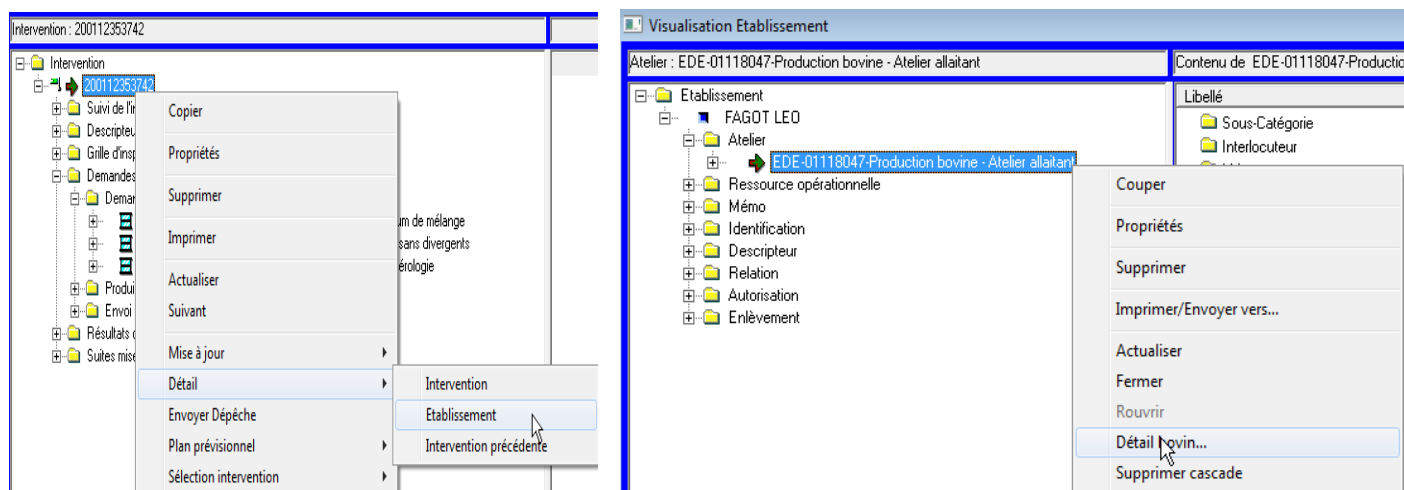 Intervention : 200112353742
Intervention
200112353742
Suivi de l'in
Descripteu
Grille d'insp
Demandes
Demar
um de mélange
sans divergents
érologie
Produi
Envoi
Résultats d
Suites mise
Copier
Propriétés
Supprimer
Imprimer
Actualiser
Suivant
Mise à jour
Détail
Envoyer Dépêche
Plan prévisionnel
Sélection intervention
Intervention
Etablissement
Intervention précédente
Visualisation Etablissement
Atelier : EDE-01118047-Production bovine - Atelier allaitant
Contenu de EDE-01118047-Productio
Etablissement
FAGOT LEO
Atelier
EDE-01118047-Production bovine - Atelier allaitant
Ressource opérationnelle
Mémo
Identification
Descripteur
Relation
Autorisation
Enlèvement
Libellé
Sous-Catégorie
Interlocuteur
Couper
Propriétés
Supprimer
Imprimer/Envoyer vers...
Actualiser
Fermer
Rouvrir
Détail bovin...
Supprimer cascade